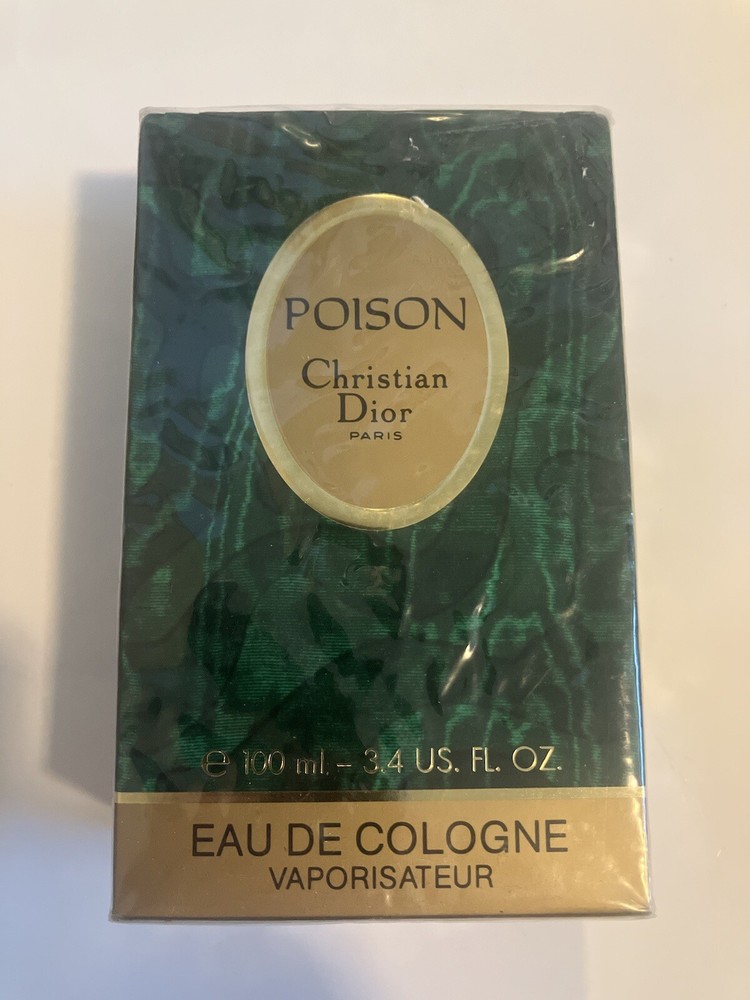 POISON
Christian
Dior
PARIS
℮ 100 ml. – 3.4 US. FL. OZ.
EAU DE COLOGNE
VAPORISATEUR